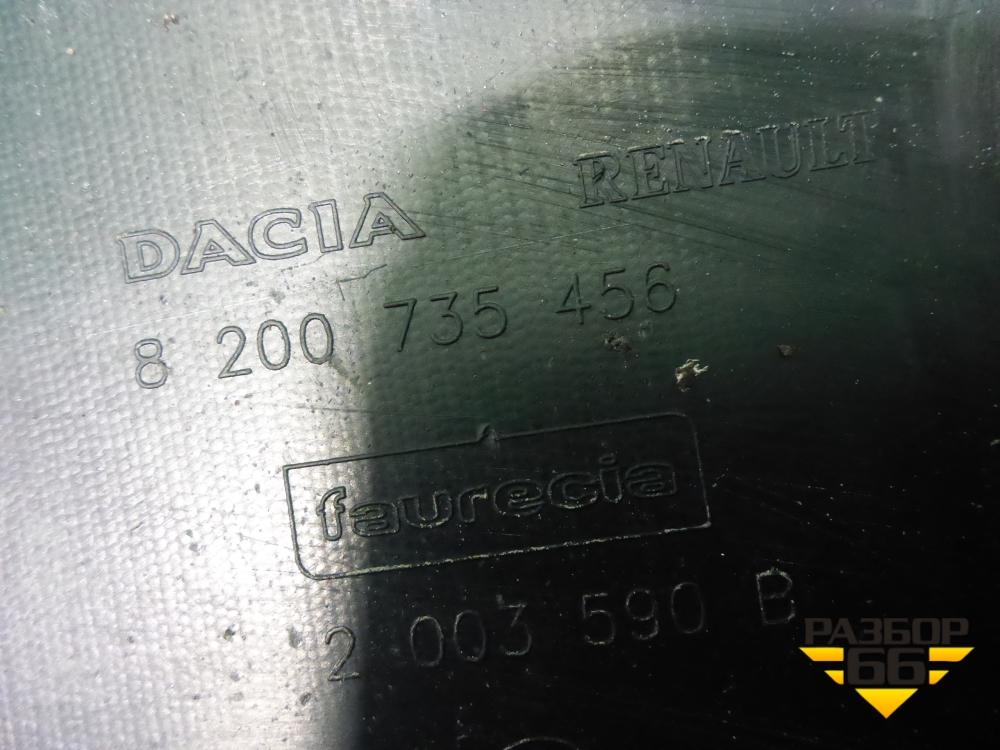 DACIA RENAULT
8 200 735 456
faurecia
2 003 590 B
РАЗБОР
66